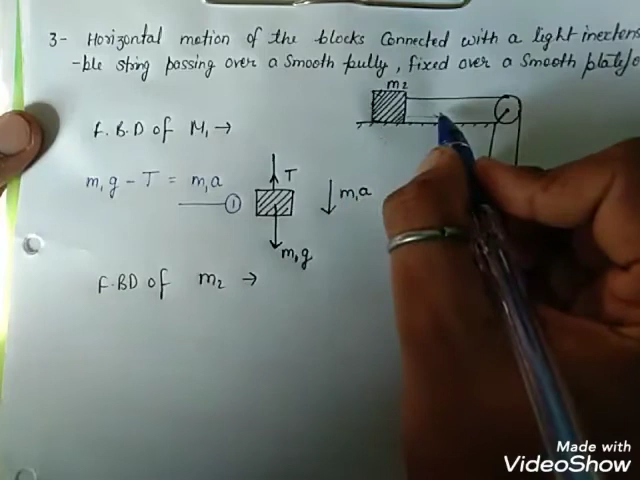 3- Horizontal motion of the blocks Connected with a light inextens
-ble string passing over a Smooth pully, fixed over a Smooth platfo
m₂
F.B.D of M₁ →
m₁g - T = m₁a
①
T
m₁a
m₁g
F.BD of m₂ →
Made with
VideoShow